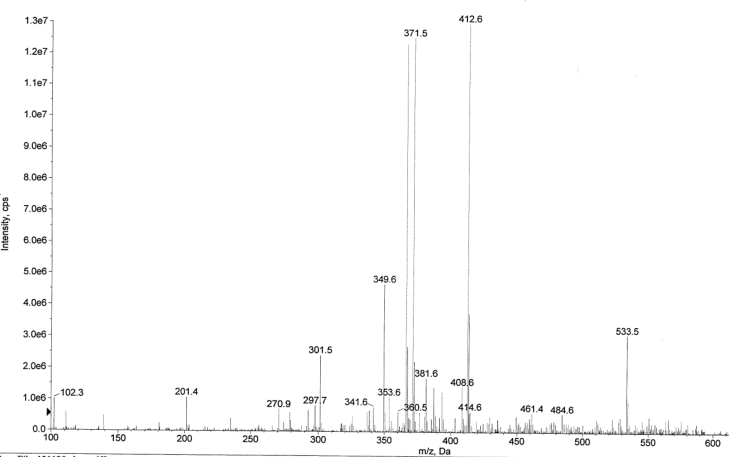 1.3e7
412.6
371.5
1.2e7
1.1e7
1.0e7
9.0e6
8.0e6
7.0e6
Intensity, cps
6.0e6
5.0e6
349.6
4.0e6
533.5
3.0e6
301.5
2.0e6
381.6
408.6
353.6
1.0e6
102.3
201.4
270.9
297.7
341.6
360.5
414.6
461.4
484.6
0.0
100
150
200
250
300
350
400
450
500
550
600
m/z, Da